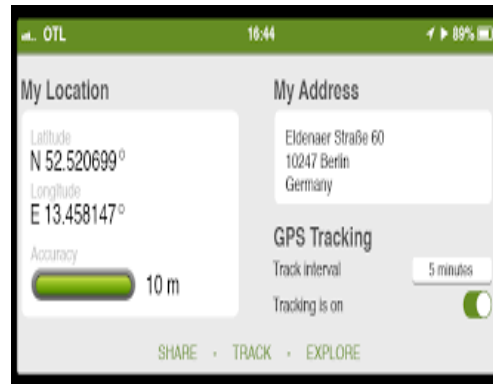 OTL 16:44 89%
My Location
Latitude
N 52.520699°
Longitude
E 13.458147°
Accuracy
10 m
My Address
Eldenaer Straße 60
10247 Berlin
Germany
GPS Tracking
Track interval 5 minutes
Tracking is on
SHARE • TRACK • EXPLORE